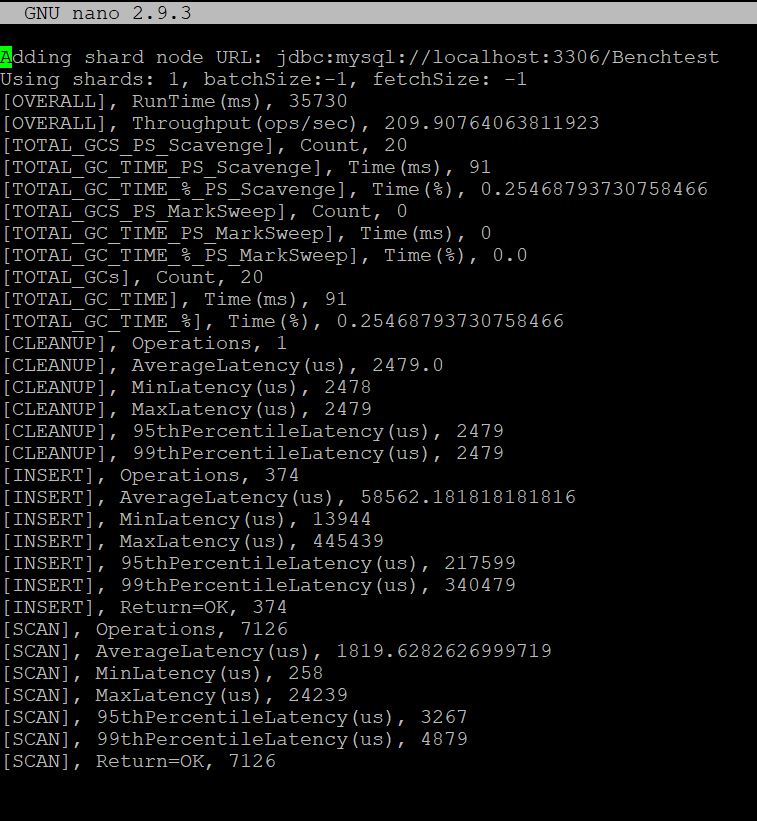 GNU nano 2.9.3
Adding shard node URL: jdbc:mysql://localhost:3306/Benchtest
Using shards: 1, batchSize:-1, fetchSize: -1
[OVERALL], RunTime(ms), 35730
[OVERALL], Throughput(ops/sec), 209.90764063811923
[TOTAL_GCS_PS_Scavenge], Count, 20
[TOTAL_GC_TIME_PS_Scavenge], Time(ms), 91
[TOTAL_GC_TIME_%_PS_Scavenge], Time(%), 0.25468793730758466
[TOTAL_GCS_PS_MarkSweep], Count, 0
[TOTAL_GC_TIME_PS_MarkSweep], Time(ms), 0
[TOTAL_GC_TIME_%_PS_MarkSweep], Time(%), 0.0
[TOTAL_GCs], Count, 20
[TOTAL_GC_TIME], Time(ms), 91
[TOTAL_GC_TIME_%], Time(%), 0.25468793730758466
[CLEANUP], Operations, 1
[CLEANUP], AverageLatency(us), 2479.0
[CLEANUP], MinLatency(us), 2478
[CLEANUP], MaxLatency(us), 2479
[CLEANUP], 95thPercentileLatency(us), 2479
[CLEANUP], 99thPercentileLatency(us), 2479
[INSERT], Operations, 374
[INSERT], AverageLatency(us), 58562.181818181816
[INSERT], MinLatency(us), 13944
[INSERT], MaxLatency(us), 445439
[INSERT], 95thPercentileLatency(us), 217599
[INSERT], 99thPercentileLatency(us), 340479
[INSERT], Return=OK, 374
[SCAN], Operations, 7126
[SCAN], AverageLatency(us), 1819.6282626999719
[SCAN], MinLatency(us), 258
[SCAN], MaxLatency(us), 24239
[SCAN], 95thPercentileLatency(us), 3267
[SCAN], 99thPercentileLatency(us), 4879
[SCAN], Return=OK, 7126